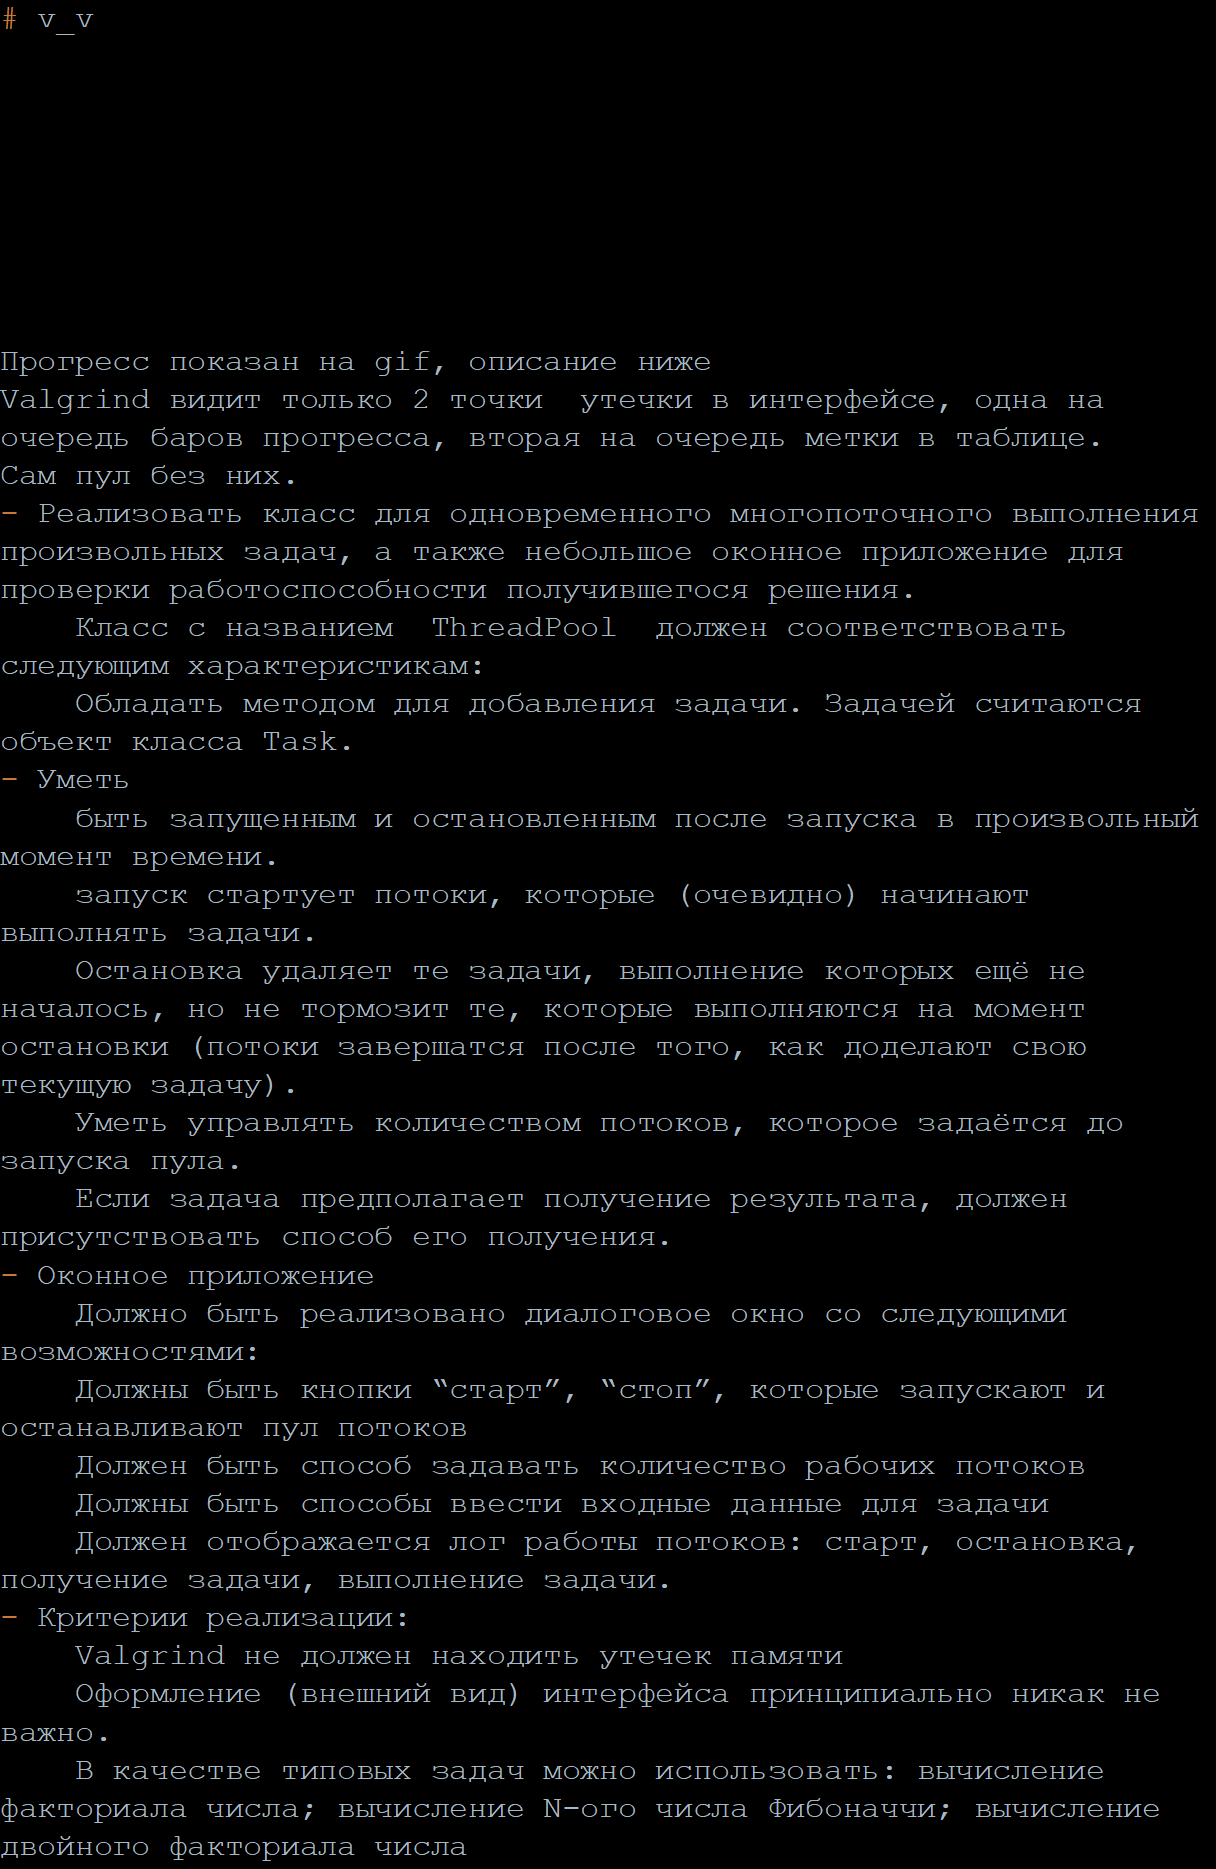 # v_v
Прогресс показан на gif, описание ниже
Valgrind видит только 2 точки  утечки в интерфейсе, одна на
очередь баров прогресса, вторая на очередь метки в таблице.
Сам пул без них.
- Реализовать класс для одновременного многопоточного выполнения
произвольных задач, а также небольшое оконное приложение для
проверки работоспособности получившегося решения.
    Класс с названием  ThreadPool  должен соответствовать
следующим характеристикам:
    Обладать методом для добавления задачи. Задачей считаются
объект класса Task.
- Уметь
    быть запущенным и остановленным после запуска в произвольный
момент времени.
    запуск стартует потоки, которые (очевидно) начинают
выполнять задачи.
    Остановка удаляет те задачи, выполнение которых ещё не
началось, но не тормозит те, которые выполняются на момент
остановки (потоки завершатся после того, как доделают свою
текущую задачу).
    Уметь управлять количеством потоков, которое задаётся до
запуска пула.
    Если задача предполагает получение результата, должен
присутствовать способ его получения.
- Оконное приложение
    Должно быть реализовано диалоговое окно со следующими
возможностями:
    Должны быть кнопки “старт”, “стоп”, которые запускают и
останавливают пул потоков
    Должен быть способ задавать количество рабочих потоков
    Должны быть способы ввести входные данные для задачи
    Должен отображается лог работы потоков: старт, остановка,
получение задачи, выполнение задачи.
- Критерии реализации:
    Valgrind не должен находить утечек памяти
    Оформление (внешний вид) интерфейса принципиально никак не
важно.
    В качестве типовых задач можно использовать: вычисление
факториала числа; вычисление N-ого числа Фибоначчи; вычисление
двойного факториала числа